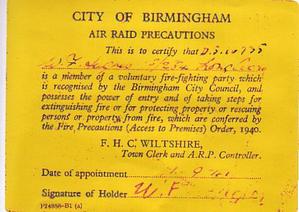 CITY OF BIRMINGHAM
AIR RAID PRECAUTIONS
This is to certify that
is a member of a voluntary fire-fighting party which
is recognised by the Birmingham City Council, and
possesses the power of entry and of taking steps for
extinguishing fire or for protecting property or rescuing
persons or property from fire, which are conferred by
the Fire Precautions (Access to Premises) Order, 1940.
F. H. C. WILTSHIRE,
Town Clerk and A.R.P. Controller.
Date of appointment
Signature of Holder W. F.
F24858-B1 (a)